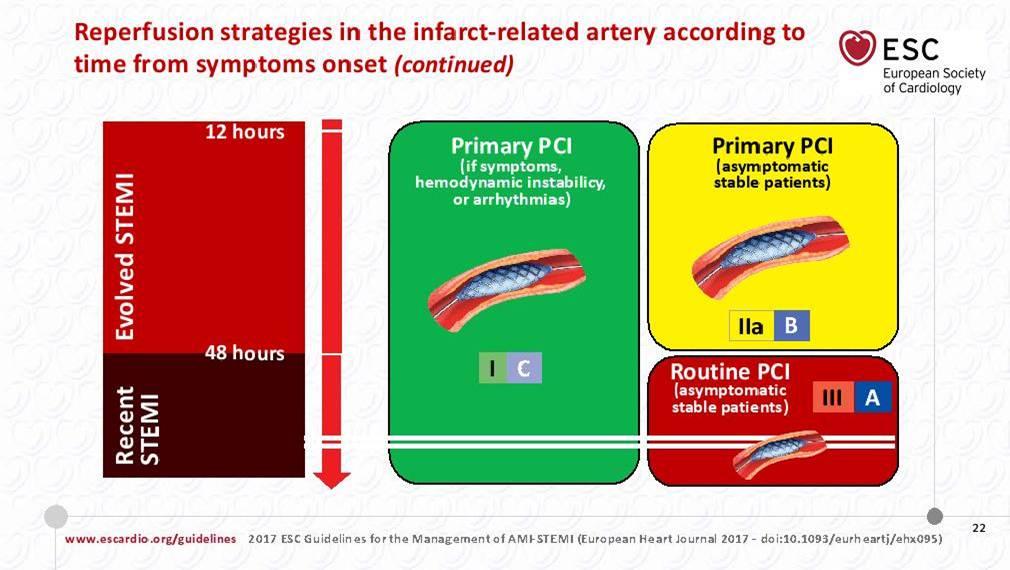 Reperfusion strategies in the infarct-related artery according to
time from symptoms onset (continued)
ESC
European Society
of Cardiology
12 hours
Evolved STEMI
48 hours
Recent
STEMI
Primary PCI
(if symptoms,
hemodynamic instabilicy,
or arrhythmias)
I C
Primary PCI
(asymptomatic
stable patients)
IIa B
Routine PCI
(asymptomatic
stable patients)
III A
22
www.escardio.org/guidelines 2017 ESC Guidelines for the Management of AMI-STEMI (European Heart Journal 2017 - doi:10.1093/eurheartj/ehx095)